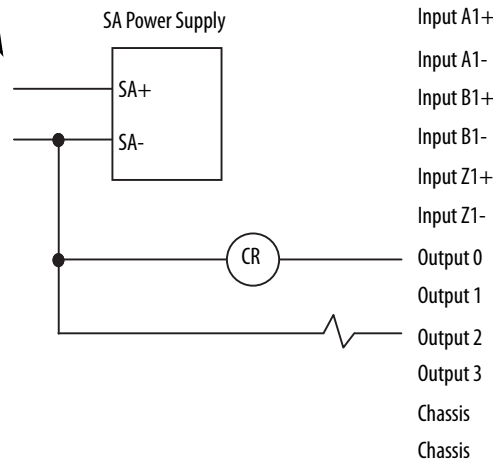 SA Power Supply
SA+
SA-
CR
Input A1+
Input A1-
Input B1+
Input B1-
Input Z1+
Input Z1-
Output 0
Output 1
Output 2
Output 3
Chassis
Chassis